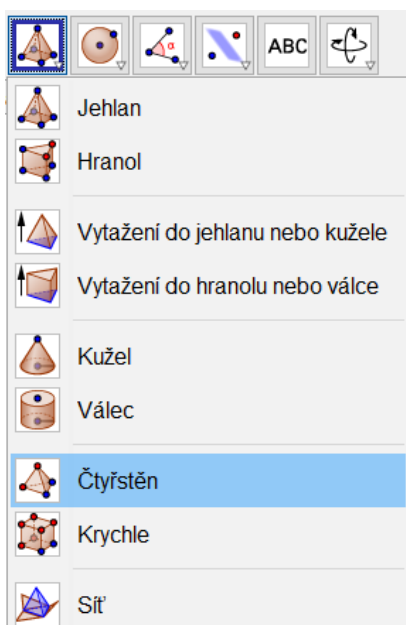 α
ABC
Jehlan
Hranol
Vytažení do jehlanu nebo kužele
Vytažení do hranolu nebo válce
Kužel
Válec
Čtyřstěn
Krychle
Síť